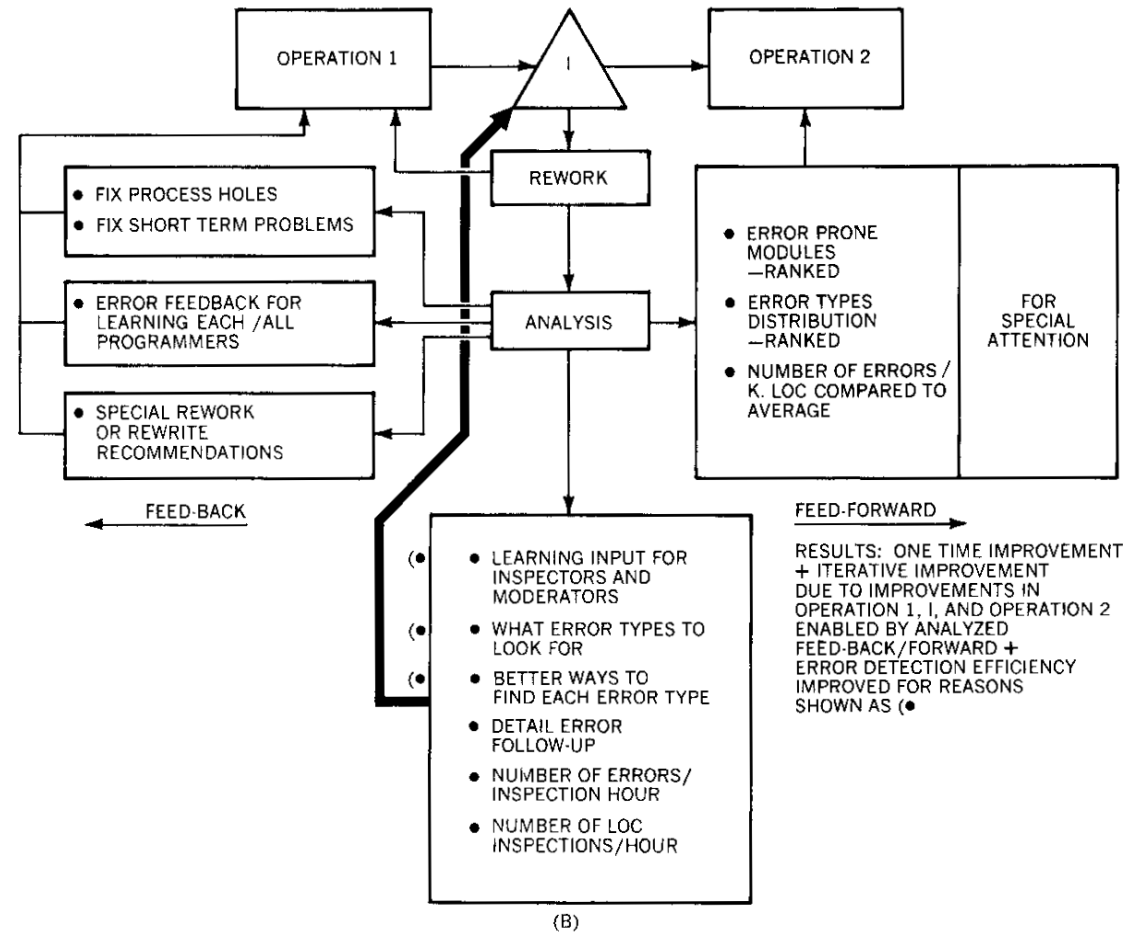 OPERATION 1
I
OPERATION 2
REWORK
● FIX PROCESS HOLES
● FIX SHORT TERM PROBLEMS
● ERROR FEEDBACK FOR
LEARNING EACH /ALL
PROGRAMMERS
● SPECIAL REWORK
OR REWRITE
RECOMMENDATIONS
ANALYSIS
● ERROR PRONE
MODULES
—RANKED
● ERROR TYPES
DISTRIBUTION
—RANKED
● NUMBER OF ERRORS /
K. LOC COMPARED TO
AVERAGE
FOR
SPECIAL
ATTENTION
FEED-BACK
(● ● LEARNING INPUT FOR
INSPECTORS AND
MODERATORS
(● ● WHAT ERROR TYPES TO
LOOK FOR
(● ● BETTER WAYS TO
FIND EACH ERROR TYPE
● DETAIL ERROR
FOLLOW-UP
● NUMBER OF ERRORS/
INSPECTION HOUR
● NUMBER OF LOC
INSPECTIONS/HOUR
FEED-FORWARD
RESULTS: ONE TIME IMPROVEMENT
+ ITERATIVE IMPROVEMENT
DUE TO IMPROVEMENTS IN
OPERATION 1, I, AND OPERATION 2
ENABLED BY ANALYZED
FEED-BACK/FORWARD +
ERROR DETECTION EFFICIENCY
IMPROVED FOR REASONS
SHOWN AS (●
(B)